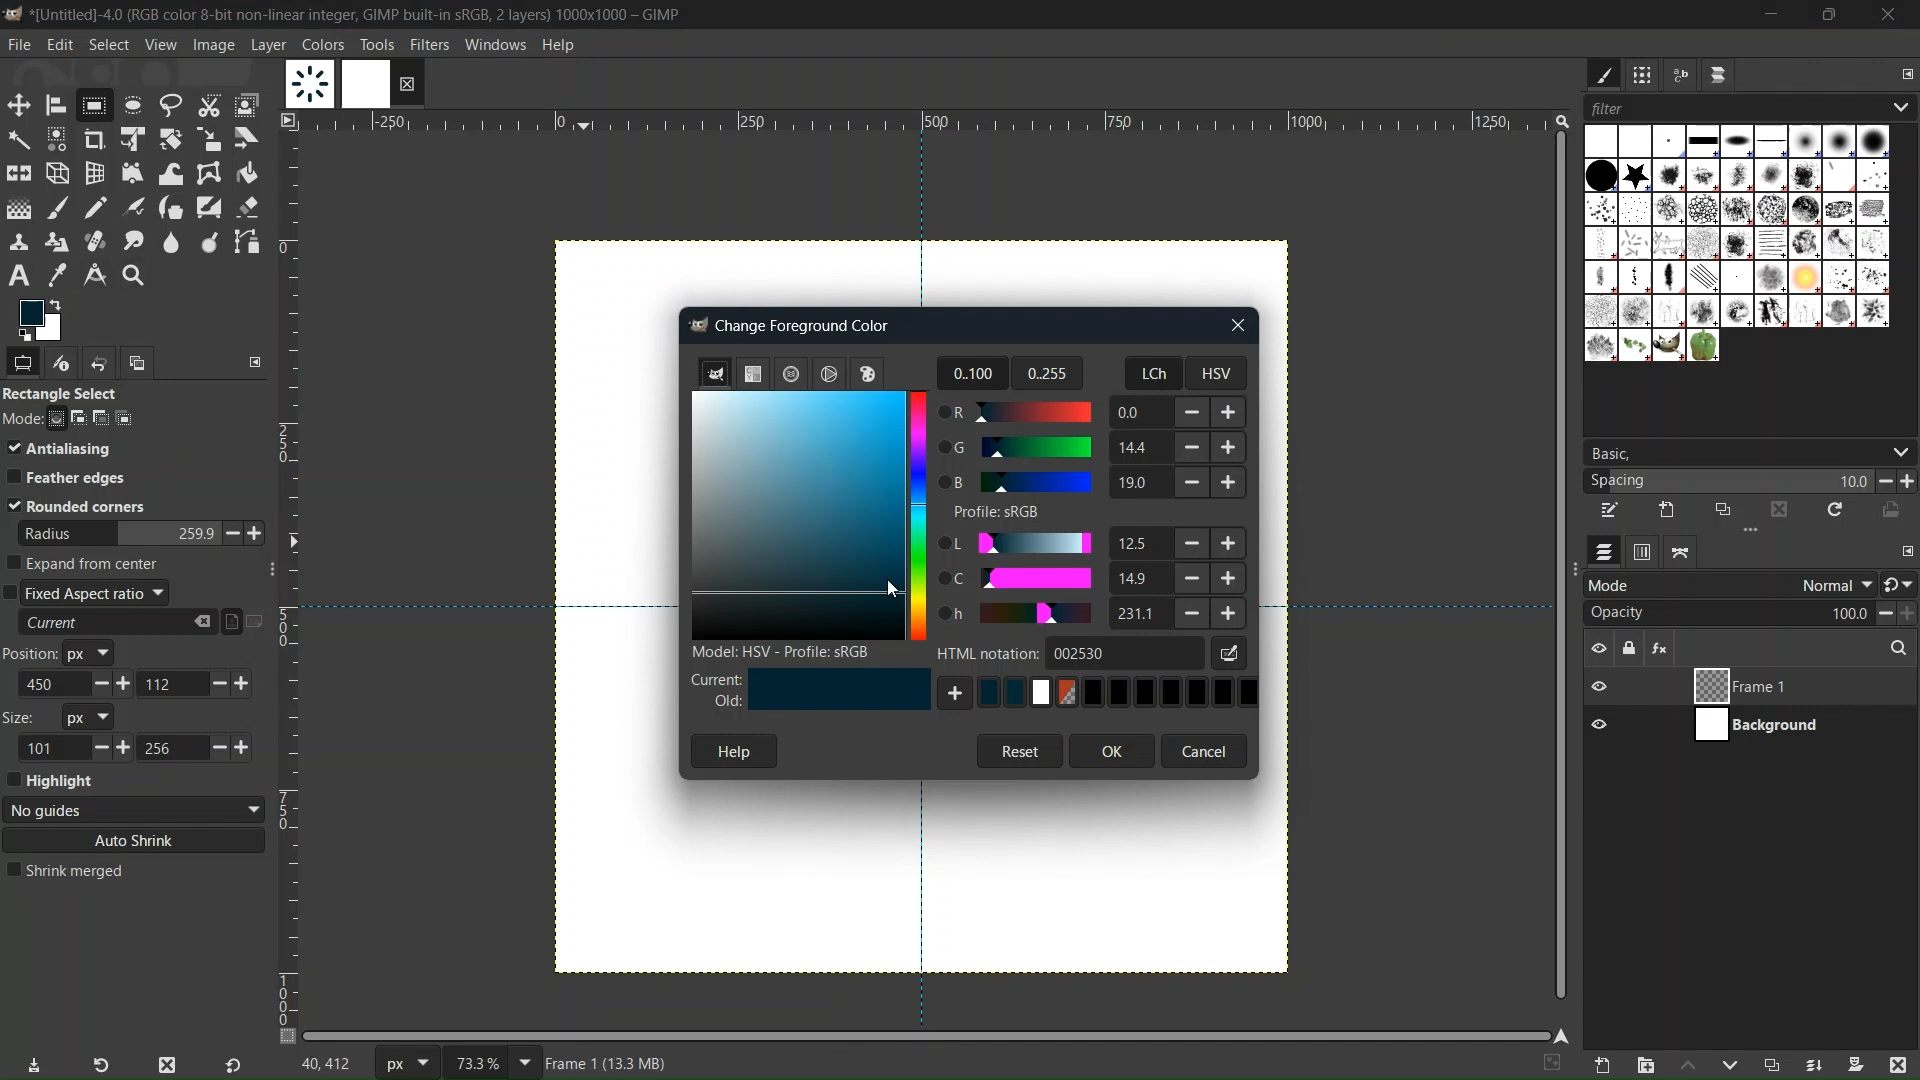 *[Untitled]-4.0 (RGB color 8-bit non-linear integer, GIMP built-in sRGB, 2 layers) 1000x1000 – GIMP
File Edit Select View Image Layer Colors Tools Filters Windows Help
-250 0 250 500 750 1000 1250
0
250
500
750
1000
Rectangle Select
Mode:
Antialiasing
Feather edges
Rounded corners
Radius 259.9
Expand from center
Fixed Aspect ratio
Current
Position: px
450 112
Size: px
101 256
Highlight
No guides
Auto Shrink
Shrink merged
Change Foreground Color
0..100 0..255 LCh HSV
R 0.0
G 14.4
B 19.0
Profile: sRGB
L 12.5
C 14.9
h 231.1
Model: HSV - Profile: sRGB
HTML notation: 002530
Current:
Old:
Help Reset OK Cancel
filter
Basic,
Spacing 10.0
Mode Normal
Opacity 100.0
Frame 1
Background
40, 412 px 73.3 % Frame 1 (13.3 MB)